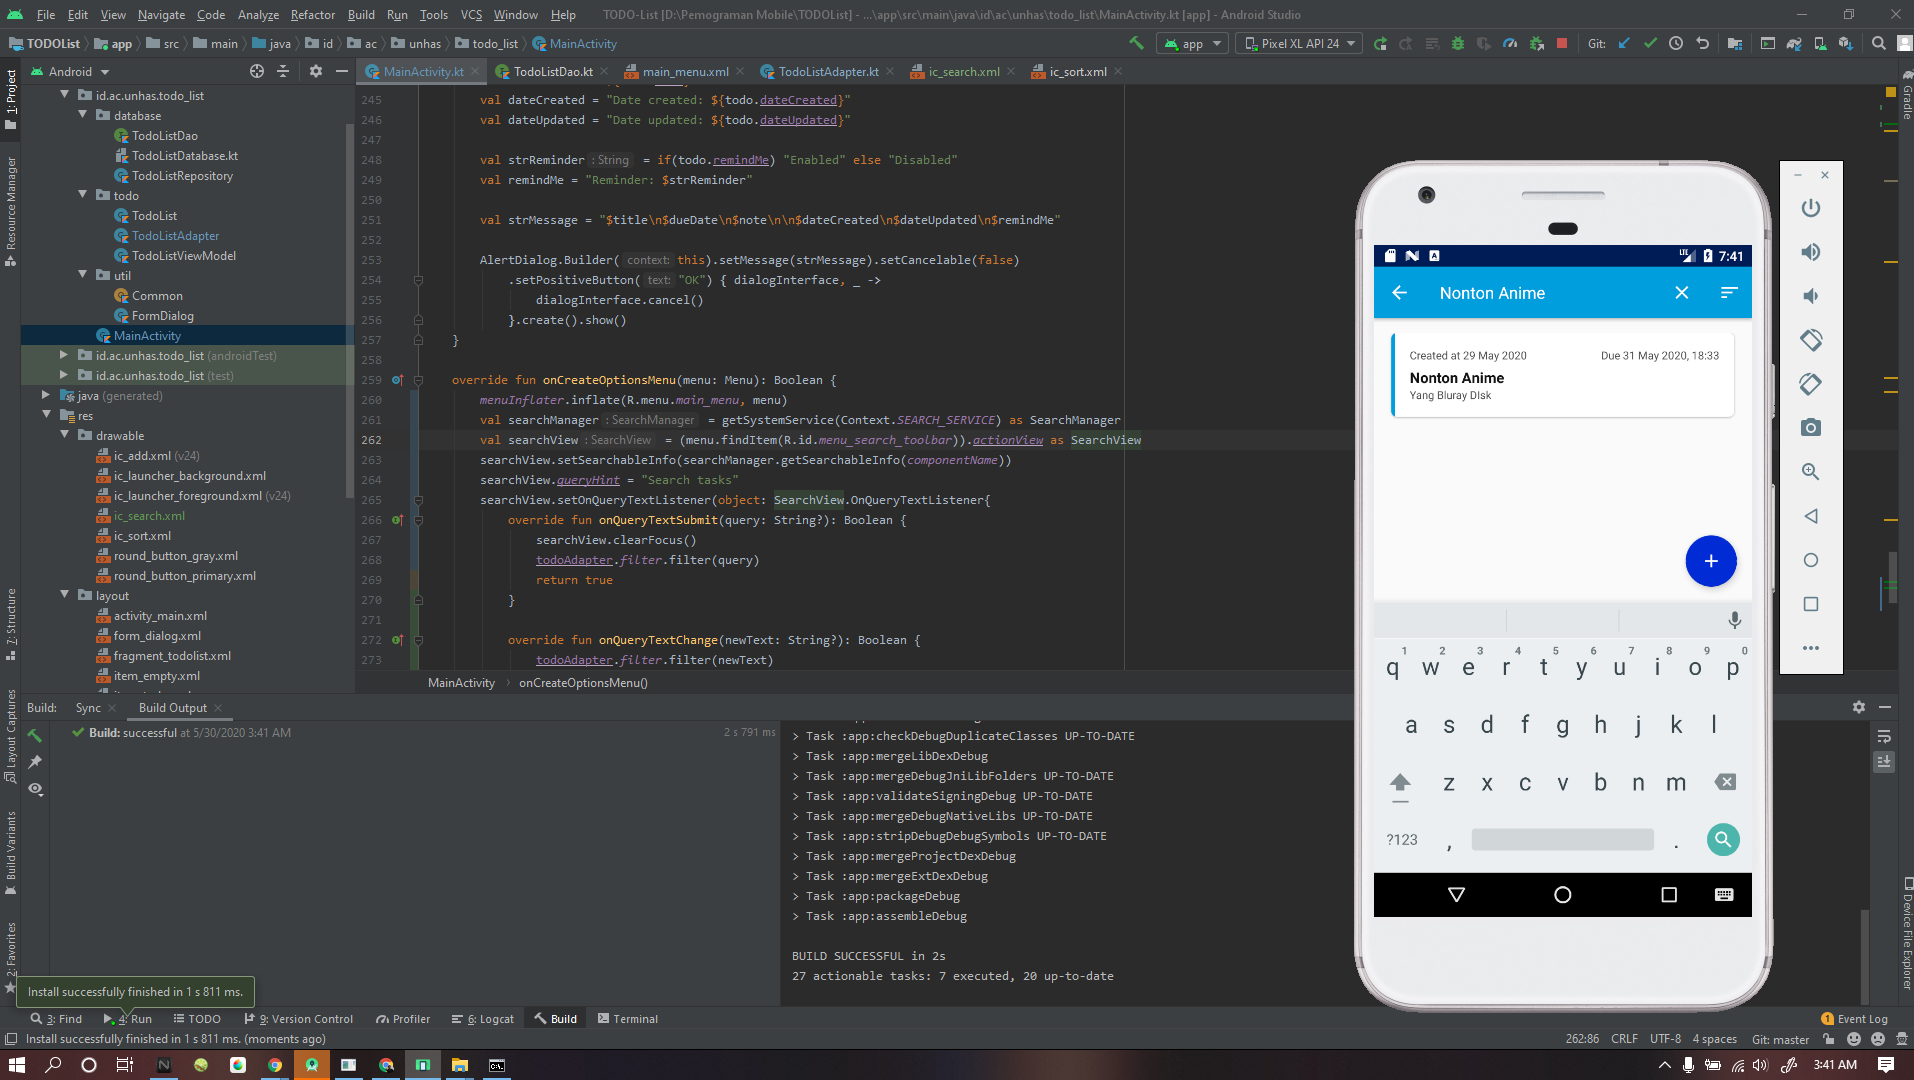 File Edit View Navigate Code Analyze Refactor Build Run Tools VCS Window Help TODO-List [D:\Pemograman Mobile\TODOList] - ...\app\src\main\java\id\ac\unhas\todo_list\MainActivity.kt [app] - Android Studio
TODOList app src main java id ac unhas todo_list MainActivity app Pixel XL API 24 Git:
Android MainActivity.kt TodoListDao.kt main_menu.xml TodoListAdapter.kt ic_search.xml ic_sort.xml
1: Project
Resource Manager
7: Structure
Layout Captures
Build Variants
2: Favorites
id.ac.unhas.todo_list
database
TodoListDao
TodoListDatabase.kt
TodoListRepository
todo
TodoList
TodoListAdapter
TodoListViewModel
util
Common
FormDialog
MainActivity
id.ac.unhas.todo_list (androidTest)
id.ac.unhas.todo_list (test)
java (generated)
res
drawable
ic_add.xml (v24)
ic_launcher_background.xml
ic_launcher_foreground.xml (v24)
ic_search.xml
ic_sort.xml
round_button_gray.xml
round_button_primary.xml
layout
activity_main.xml
form_dialog.xml
fragment_todolist.xml
item_empty.xml
245 val dateCreated = "Date created: ${todo.dateCreated}"
246 val dateUpdated = "Date updated: ${todo.dateUpdated}"
247
248 val strReminder : String = if(todo.remindMe) "Enabled" else "Disabled"
249 val remindMe = "Reminder: $strReminder"
250
251 val strMessage = "$title\n$dueDate\n$note\n\n$dateCreated\n$dateUpdated\n$remindMe"
252
253 AlertDialog.Builder( context: this).setMessage(strMessage).setCancelable(false)
254 .setPositiveButton( text: "OK") { dialogInterface, _ ->
255 dialogInterface.cancel()
256 }.create().show()
257 }
258
259 override fun onCreateOptionsMenu(menu: Menu): Boolean {
260 menuInflater.inflate(R.menu.main_menu, menu)
261 val searchManager : SearchManager = getSystemService(Context.SEARCH_SERVICE) as SearchManager
262 val searchView : SearchView = (menu.findItem(R.id.menu_search_toolbar)).actionView as SearchView
263 searchView.setSearchableInfo(searchManager.getSearchableInfo(componentName))
264 searchView.queryHint = "Search tasks"
265 searchView.setOnQueryTextListener(object: SearchView.OnQueryTextListener{
266 override fun onQueryTextSubmit(query: String?): Boolean {
267 searchView.clearFocus()
268 todoAdapter.filter.filter(query)
269 return true
270 }
271
272 override fun onQueryTextChange(newText: String?): Boolean {
273 todoAdapter.filter.filter(newText)
MainActivity onCreateOptionsMenu()
LTE 7:41
Nonton Anime
Created at 29 May 2020 Due 31 May 2020, 18:33
Nonton Anime
Yang Bluray DIsk
+
1 2 3 4 5 6 7 8 9 0
q w e r t y u i o p
a s d f g h j k l
z x c v b n m
?123 , .
Gradle
Device File Explorer
Build: Sync Build Output
Build: successful at 5/30/2020 3:41 AM 2 s 791 ms
> Task :app:checkDebugDuplicateClasses UP-TO-DATE
> Task :app:mergeLibDexDebug
> Task :app:mergeDebugJniLibFolders UP-TO-DATE
> Task :app:validateSigningDebug UP-TO-DATE
> Task :app:mergeDebugNativeLibs UP-TO-DATE
> Task :app:stripDebugDebugSymbols UP-TO-DATE
> Task :app:mergeProjectDexDebug
> Task :app:mergeExtDexDebug
> Task :app:packageDebug
> Task :app:assembleDebug
BUILD SUCCESSFUL in 2s
27 actionable tasks: 7 executed, 20 up-to-date
Install successfully finished in 1 s 811 ms.
3: Find 4: Run TODO 9: Version Control Profiler 6: Logcat Build Terminal 1 Event Log
Install successfully finished in 1 s 811 ms. (moments ago) 262:86 CRLF UTF-8 4 spaces Git: master
3:41 AM